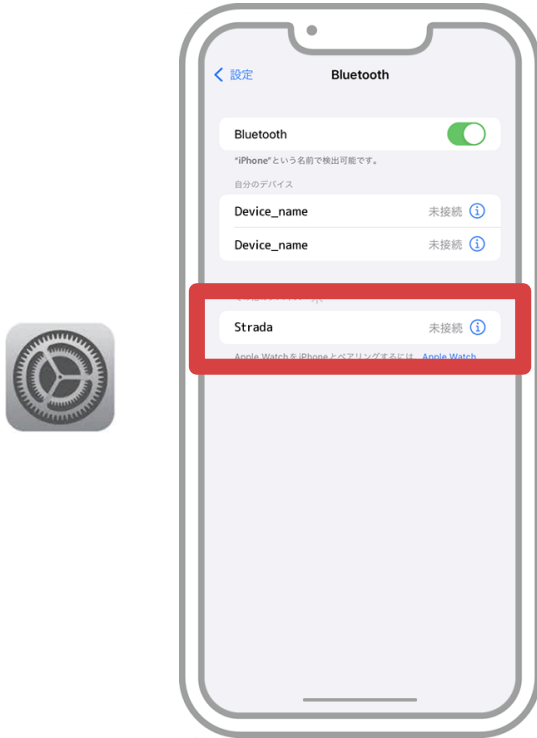 設定
Bluetooth
Bluetooth
“iPhone”という名前で検出可能です。
自分のデバイス
Device_name 未接続
Device_name 未接続
Strada 未接続
Apple WatchをiPhoneとペアリングするには、 Apple Watch